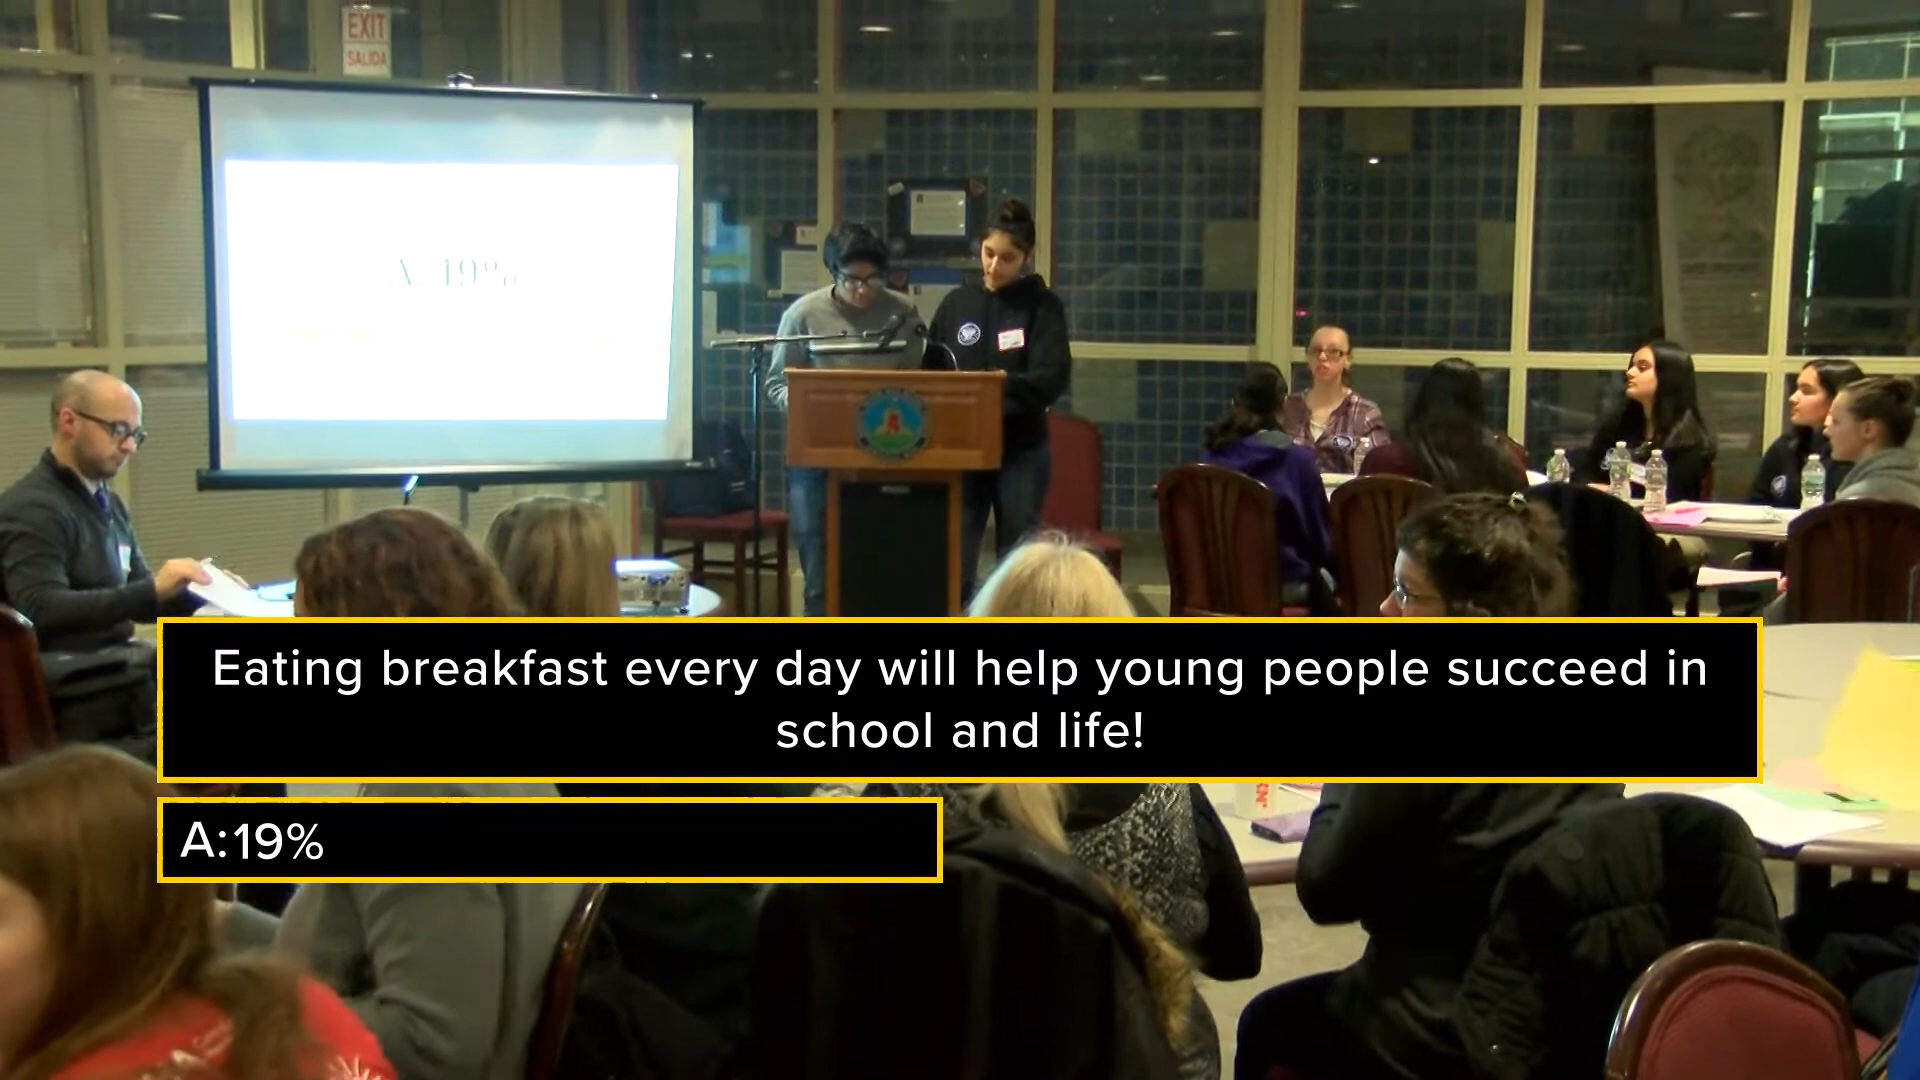 EXIT
SALIDA
A: 19%
Eating breakfast every day will help young people succeed in
school and life!
A:19%